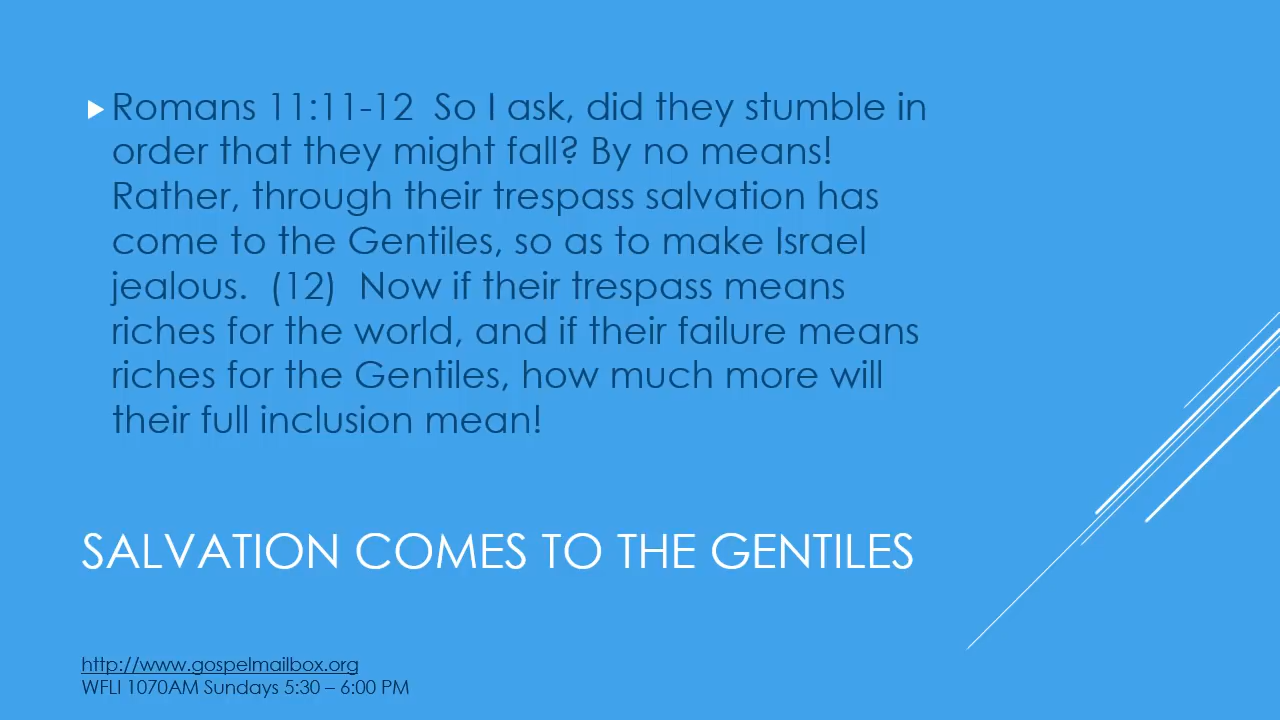 Romans 11:11-12  So I ask, did they stumble in
order that they might fall? By no means!
Rather, through their trespass salvation has
come to the Gentiles, so as to make Israel
jealous.  (12)  Now if their trespass means
riches for the world, and if their failure means
riches for the Gentiles, how much more will
their full inclusion mean!
SALVATION COMES TO THE GENTILES
http://www.gospelmailbox.org
WFLI 1070AM Sundays 5:30 – 6:00 PM